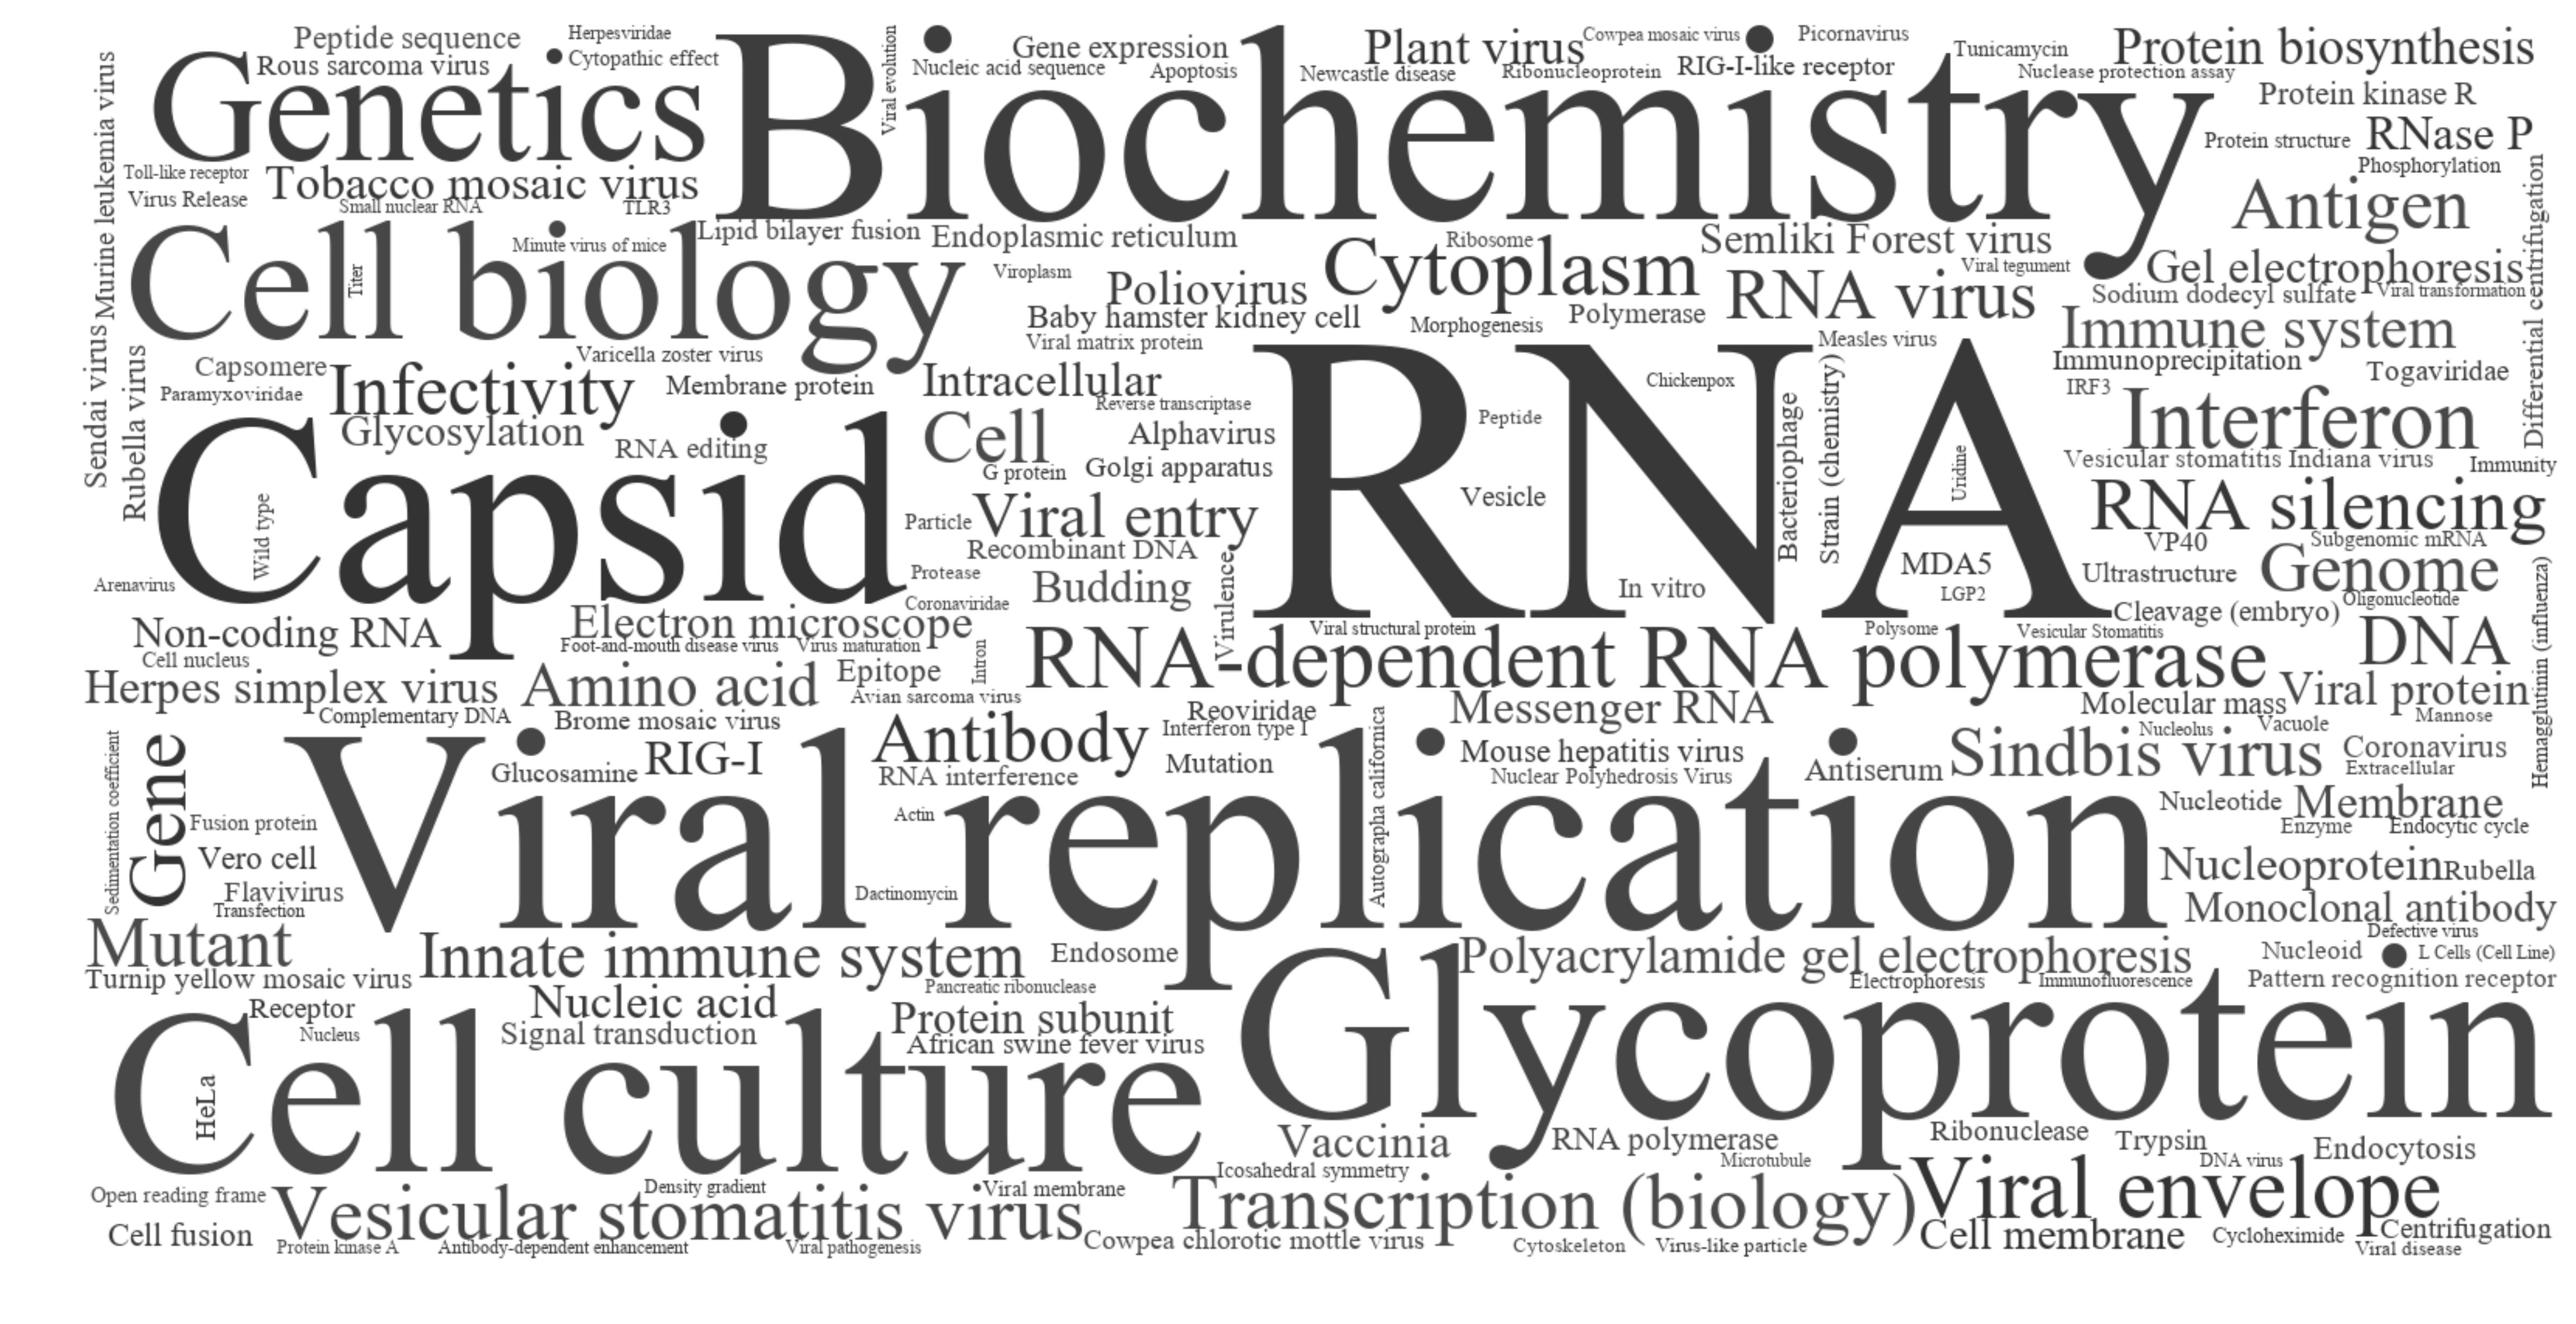 Peptide sequence
Herpesviridae
Rous sarcoma virus
Cytopathic effect
Genetics
Biochemistry
Viral evolution
Gene expression
Nucleic acid sequence
Apoptosis
Plant virus
Cowpea mosaic virus
Picornavirus
Newcastle disease
Ribonucleoprotein
RIG-I-like receptor
Tunicamycin
Protein biosynthesis
Nuclease protection assay
Protein kinase R
Protein structure
RNase P
Phosphorylation
Murine leukemia virus
Toll-like receptor
Virus Release
Tobacco mosaic virus
Small nuclear RNA
TLR3
Antigen
Differential centrifugation
Cell biology
Titer
Minute virus of mice
Lipid bilayer fusion
Endoplasmic reticulum
Viroplasm
Poliovirus
Baby hamster kidney cell
Viral matrix protein
Cytoplasm
Ribosome
Morphogenesis
Polymerase
Semliki Forest virus
Viral tegument
RNA virus
Measles virus
Gel electrophoresis
Sodium dodecyl sulfate
Viral transformation
Immune system
Immunoprecipitation
Togaviridae
IRF3
Interferon
Vesicular stomatitis Indiana virus
Immunity
Sendai virus
Rubella virus
Capsomere
Paramyxoviridae
Infectivity
Varicella zoster virus
Membrane protein
Glycosylation
RNA editing
Capsid
Wild type
Arenavirus
Intracellular
Reverse transcriptase
Cell
Alphavirus
G protein
Golgi apparatus
Particle
Viral entry
Recombinant DNA
Protease
Budding
Coronaviridae
Virulence
RNA
Peptide
Chickenpox
Vesicle
In vitro
Bacteriophage
Strain (chemistry)
Uridine
MDA5
LGP2
RNA silencing
VP40
Subgenomic mRNA
Ultrastructure
Genome
Oligonucleotide
Cleavage (embryo)
DNA
Hemagglutinin (influenza)
Non-coding RNA
Cell nucleus
Electron microscope
Foot-and-mouth disease virus
Virus maturation
Intron
Viral structural protein
Polysome
Vesicular Stomatitis
RNA-dependent RNA polymerase
Herpes simplex virus
Amino acid
Epitope
Avian sarcoma virus
Complementary DNA
Brome mosaic virus
Reoviridae
Interferon type I
Messenger RNA
Molecular mass
Viral protein
Nucleolus
Vacuole
Mannose
Sedimentation coefficient
Gene
Viral replication
Glucosamine
RIG-I
Antibody
RNA interference
Mutation
Autographa californica
Mouse hepatitis virus
Nuclear Polyhedrosis Virus
Antiserum
Sindbis virus
Coronavirus
Extracellular
Nucleotide
Membrane
Enzyme
Endocytic cycle
Actin
Fusion protein
Vero cell
Flavivirus
Transfection
Dactinomycin
Nucleoprotein
Rubella
Monoclonal antibody
Defective virus
Mutant
Turnip yellow mosaic virus
Innate immune system
Endosome
Pancreatic ribonuclease
Polyacrylamide gel electrophoresis
Electrophoresis
Immunofluorescence
Nucleoid
L Cells (Cell Line)
Pattern recognition receptor
Receptor
Nucleus
Nucleic acid
Signal transduction
Protein subunit
African swine fever virus
Glycoprotein
Cell culture
HeLa
Vaccinia
RNA polymerase
Microtubule
Ribonuclease
Trypsin
DNA virus
Endocytosis
Icosahedral symmetry
Open reading frame
Cell fusion
Density gradient
Viral membrane
Vesicular stomatitis virus
Protein kinase A
Antibody-dependent enhancement
Viral pathogenesis
Transcription (biology)
Cowpea chlorotic mottle virus
Cytoskeleton
Virus-like particle
Viral envelope
Cell membrane
Cycloheximide
Centrifugation
Viral disease